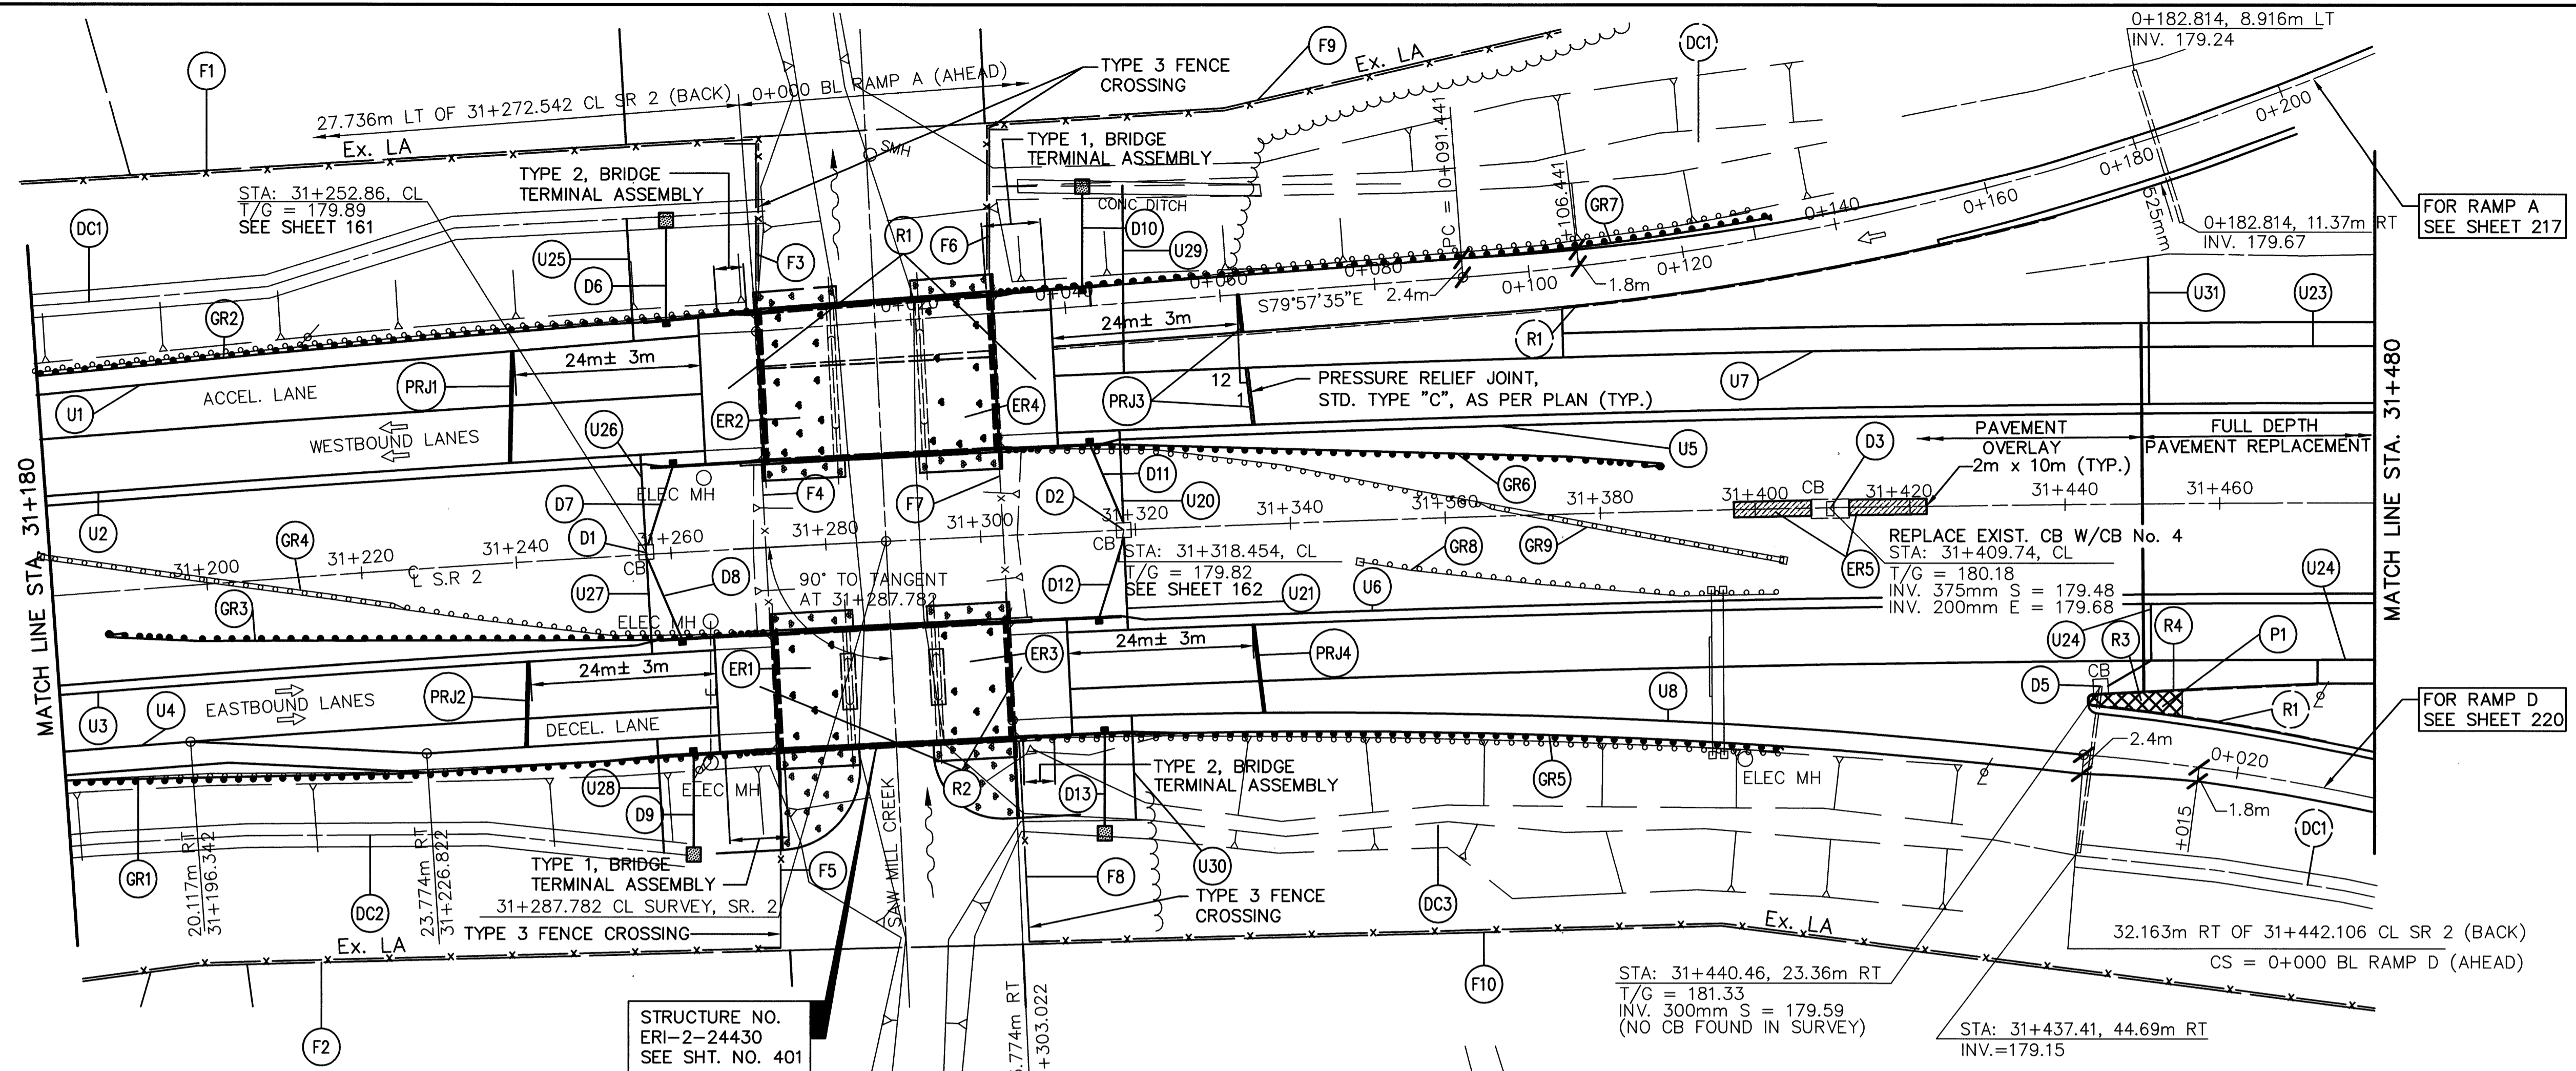 0+182.814, 8.916m LT
INV. 179.24
F1
F9
DC1
Ex. LA
TYPE 3 FENCE
CROSSING
27.736m LT OF 31+272.542 CL SR 2 (BACK)
0+000 BL RAMP A (AHEAD)
0+200
Ex. LA
SMH
TYPE 1, BRIDGE
TERMINAL ASSEMBLY
PC = 0+091.441
+106.441
0+180
TYPE 2, BRIDGE
TERMINAL ASSEMBLY
STA: 31+252.86, CL
T/G = 179.89
SEE SHEET 161
CONC DITCH
GR7
0+140
0+160
525mm
FOR RAMP A
SEE SHEET 217
DC1
R1
F6
D10
0+182.814, 11.37m RT
INV. 179.67
U25
F3
U29
D6
0+040
0+060
0+080
0+100
0+120
S79°57'35"E
2.4m
1.8m
U31
U23
GR2
24m± 3m
24m± 3m
R1
PRJ1
ACCEL. LANE
U1
12
1
PRJ3
PRESSURE RELIEF JOINT,
STD. TYPE "C", AS PER PLAN (TYP.)
U7
ER2
ER4
MATCH LINE STA. 31+480
U26
WESTBOUND LANES
U5
D3
PAVEMENT
OVERLAY
FULL DEPTH
PAVEMENT REPLACEMENT
2m x 10m (TYP.)
MATCH LINE STA. 31+180
D7
ELEC MH
F4
F7
D2
D11
U20
GR6
CB
U2
GR4
D1
31+200
31+220
31+240
31+260
31+280
31+300
31+320
31+340
31+360
31+380
31+400
31+420
31+440
31+460
CL S.R 2
CB
CB
GR8
GR9
ER5
REPLACE EXIST. CB W/CB No. 4
STA: 31+409.74, CL
T/G = 180.18
INV. 375mm S = 179.48
INV. 200mm E = 179.68
STA: 31+318.454, CL
T/G = 179.82
SEE SHEET 162
D8
90° TO TANGENT
AT 31+287.782
D12
U27
GR3
U21
U6
U24
ELEC MH
24m± 3m
24m± 3m
ER1
ER3
PRJ4
U24
R3
R4
P1
CB
D5
U3
U4
EASTBOUND LANES
PRJ2
DECEL. LANE
U8
R1
FOR RAMP D
SEE SHEET 220
2.4m
0+020
1.8m
+015
GR1
U28
ELEC MH
D9
R2
D13
TYPE 2, BRIDGE
TERMINAL ASSEMBLY
GR5
ELEC MH
DC1
SAW MILL CREEK
20.117m RT
31+196.342
DC2
23.774m RT
31+226.822
TYPE 1, BRIDGE
TERMINAL ASSEMBLY
F5
F8
U30
TYPE 3 FENCE
CROSSING
DC3
31+287.782 CL SURVEY, SR. 2
TYPE 3 FENCE CROSSING
Ex. LA
Ex. LA
32.163m RT OF 31+442.106 CL SR 2 (BACK)
CS = 0+000 BL RAMP D (AHEAD)
F2
F10
STA: 31+440.46, 23.36m RT
T/G = 181.33
INV. 300mm S = 179.59
(NO CB FOUND IN SURVEY)
STA: 31+437.41, 44.69m RT
INV.=179.15
STRUCTURE NO.
ERI-2-24430
SEE SHT. NO. 401
.774m RT
+303.022